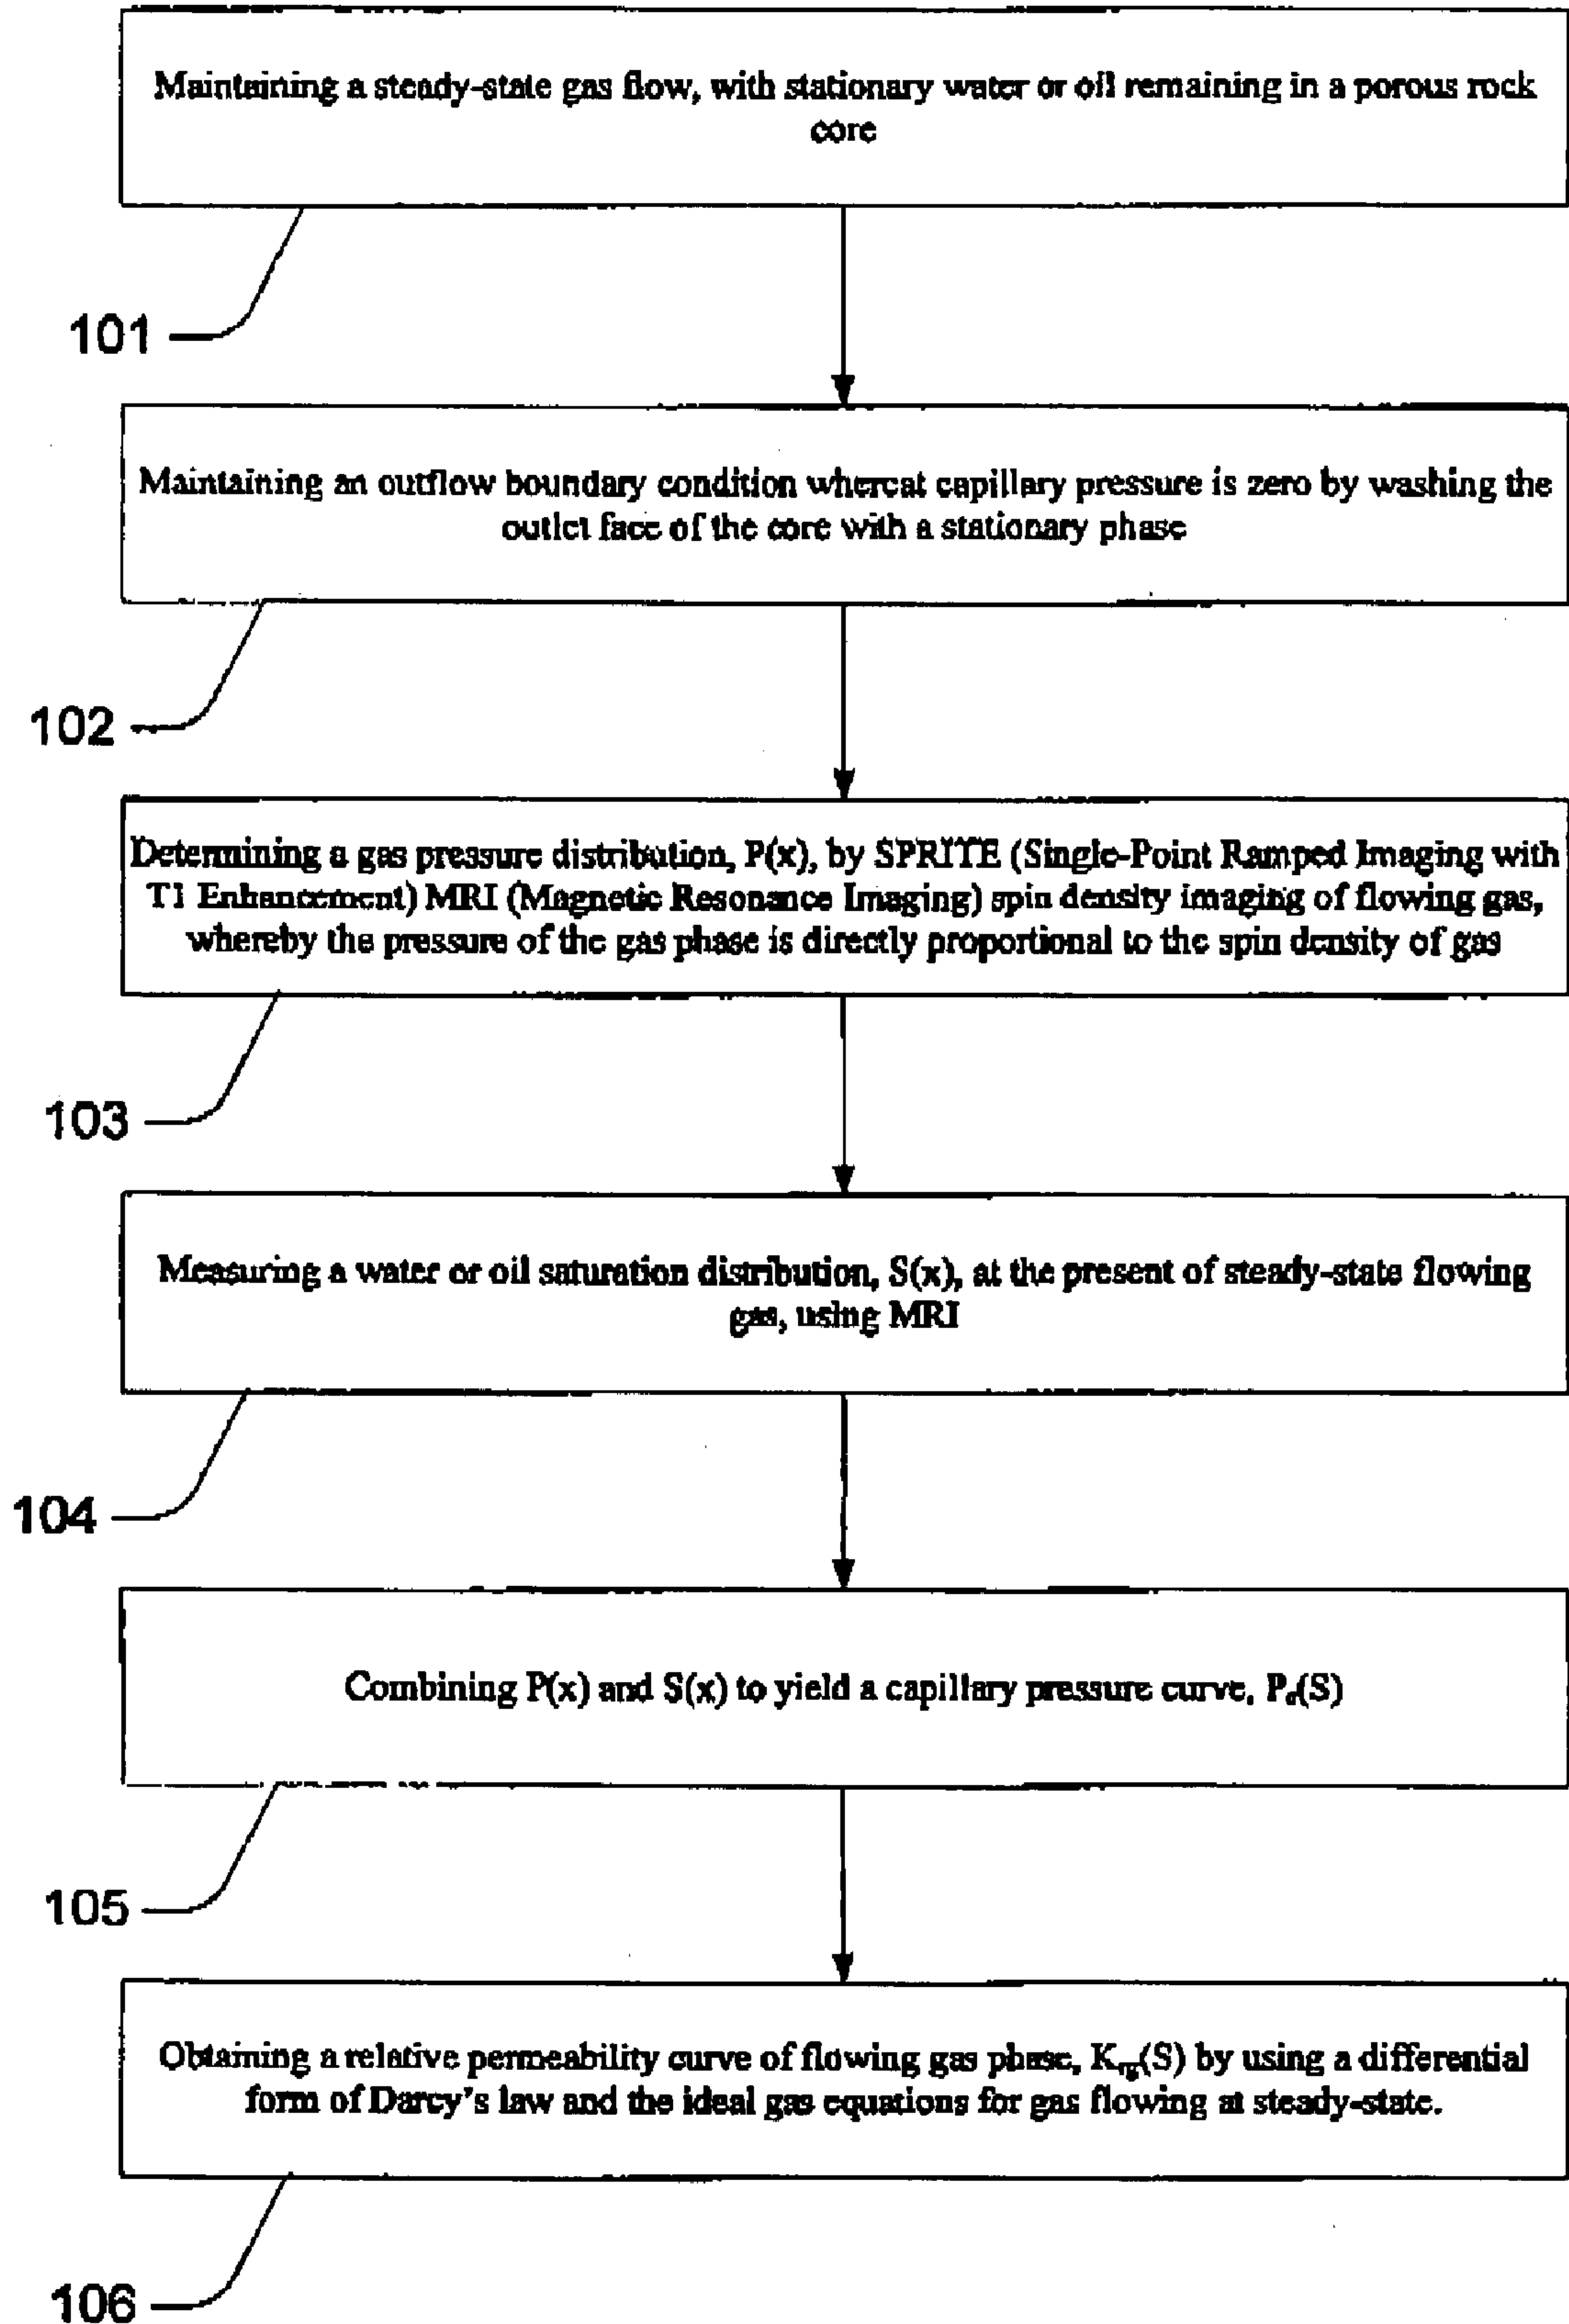 Maintaining a steady-state gas flow, with stationary water or oil remaining in a porous rock
core
101
Maintaining an outflow boundary condition whereat capillary pressure is zero by washing the
outlet face of the core with a stationary phase
102
Determining a gas pressure distribution, P(x), by SPRITE (Single-Point Ramped Imaging with
T1 Enhancement) MRI (Magnetic Resonance Imaging) spin density imaging of flowing gas,
whereby the pressure of the gas phase is directly proportional to the spin density of gas
103
Measuring a water or oil saturation distribution, S(x), at the present of steady-state flowing
gas, using MRI
104
Combining P(x) and S(x) to yield a capillary pressure curve, Pc(S)
105
Obtaining a relative permeability curve of flowing gas phase, Krg(S) by using a differential
form of Darcy's law and the ideal gas equations for gas flowing at steady-state.
106